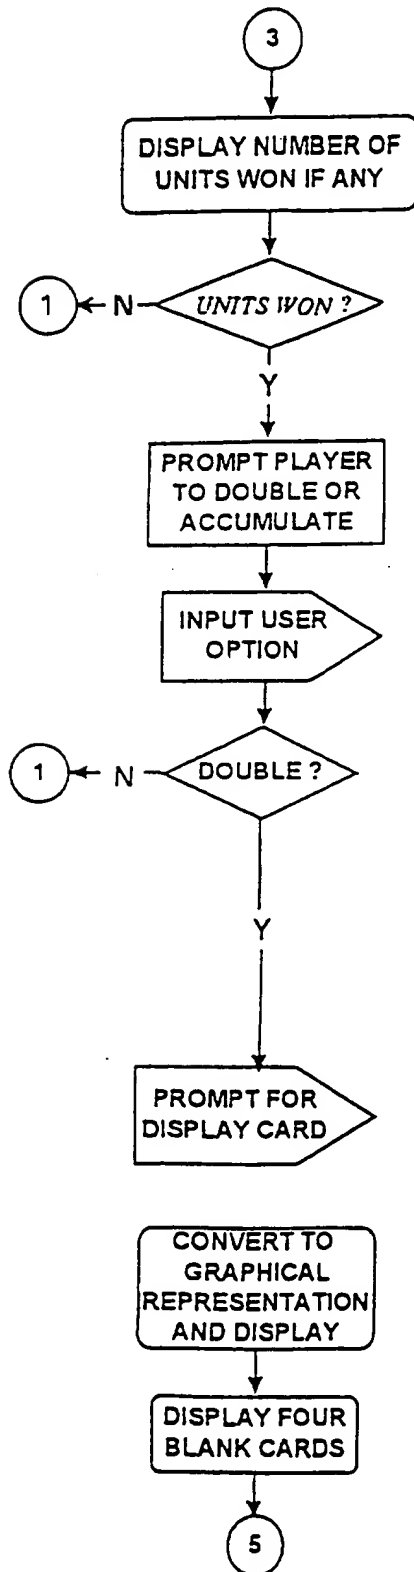 3
DISPLAY NUMBER OF
UNITS WON IF ANY
1
N
UNITS WON ?
Y
PROMPT PLAYER
TO DOUBLE OR
ACCUMULATE
INPUT USER
OPTION
1
N
DOUBLE ?
Y
PROMPT FOR
DISPLAY CARD
CONVERT TO
GRAPHICAL
REPRESENTATION
AND DISPLAY
DISPLAY FOUR
BLANK CARDS
5